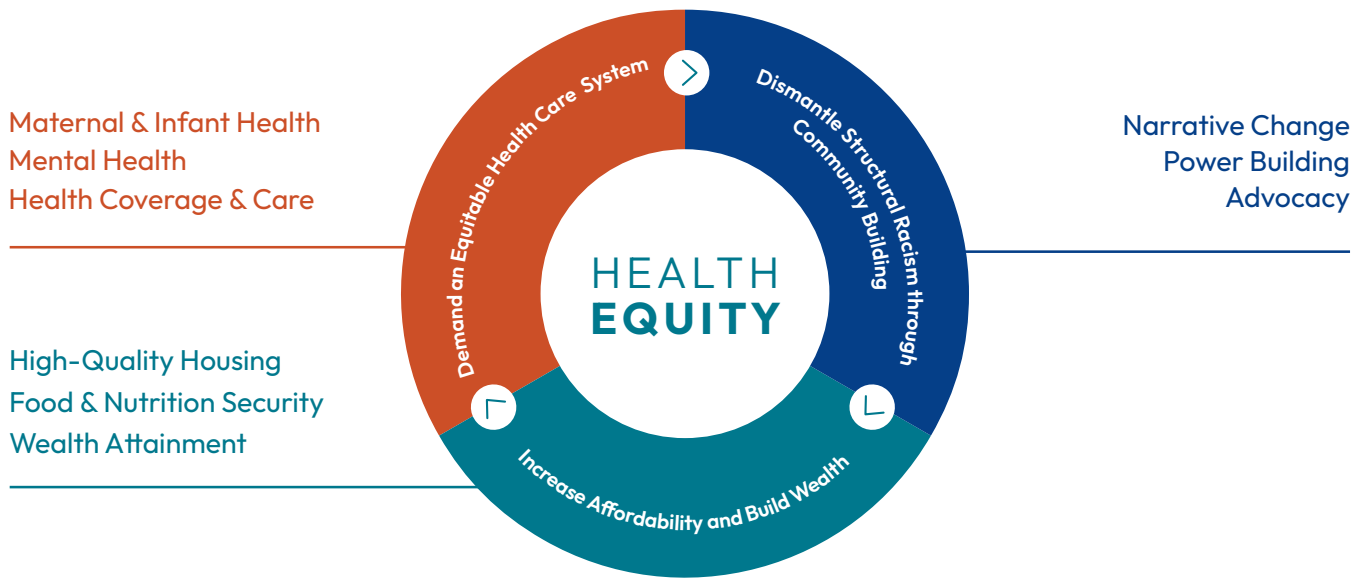 Maternal & Infant Health
Mental Health
Health Coverage & Care
High-Quality Housing
Food & Nutrition Security
Wealth Attainment
Demand an Equitable Health Care System
Dismantle Structural Racism through
Community Building
Increase Affordability and Build Wealth
HEALTH
EQUITY
Narrative Change
Power Building
Advocacy